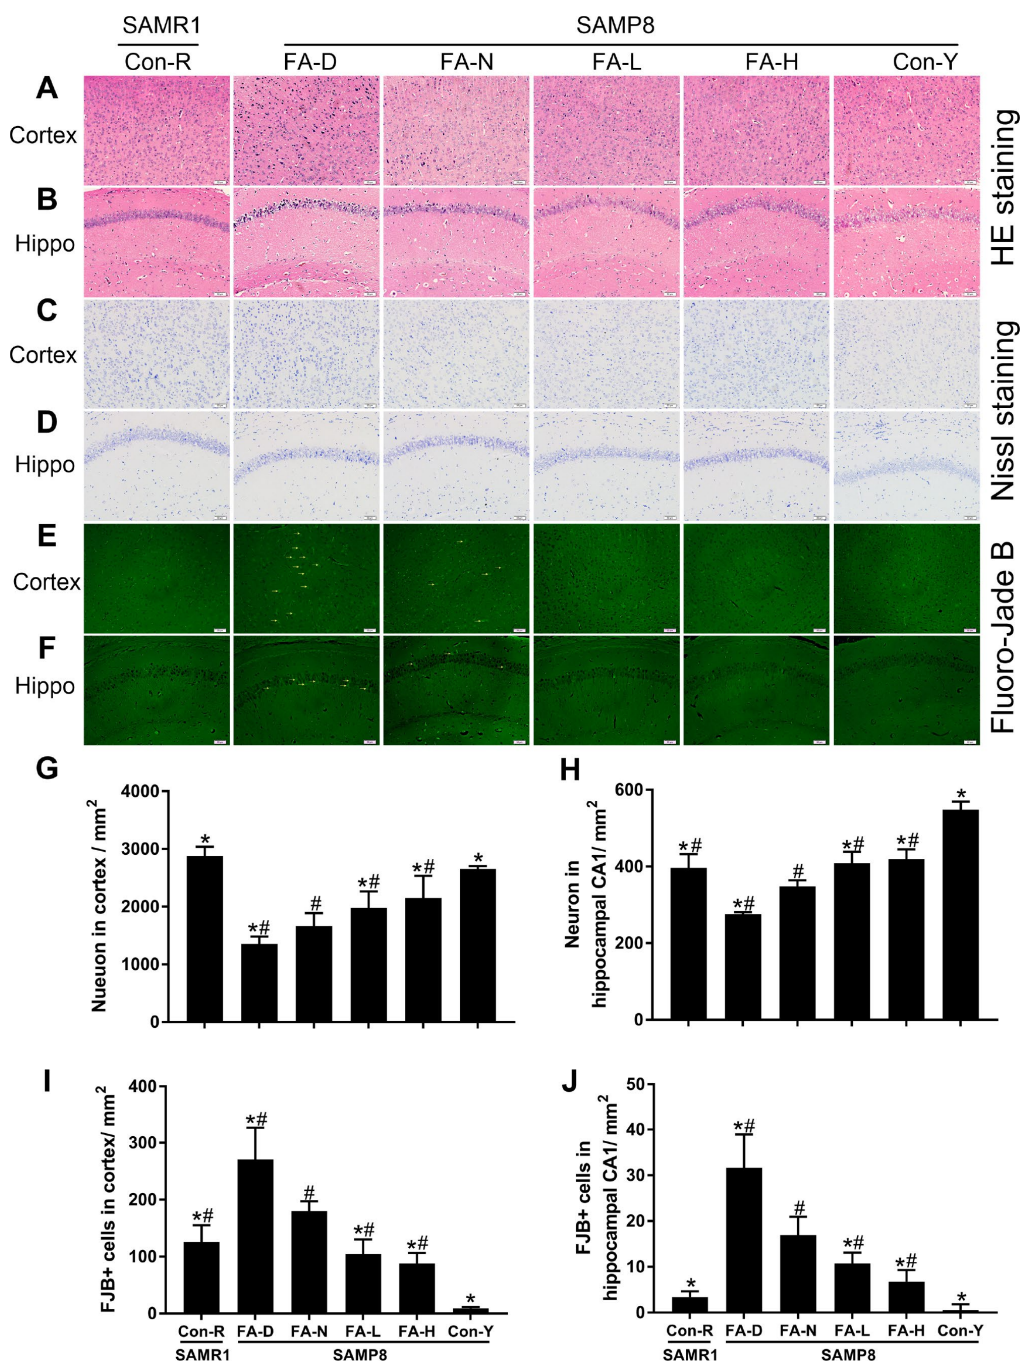 SAMR1 SAMP8
Con-R FA-D FA-N FA-L FA-H Con-Y
A
Cortex
B
Hippo
HE staining
C
Cortex
D
Hippo
Nissl staining
E
Cortex
F
Hippo
Fluoro-Jade B
G
Nueuon in cortex / mm2
4000
3000
2000
1000
0
* *# # *# *# *
H
Neuron in
hippocampal CA1/ mm2
600
400
200
0
*# *# # *# *# *
I
FJB+ cells in cortex/ mm2
400
300
200
100
0
*# *# # *# *# *
Con-R FA-D FA-N FA-L FA-H Con-Y
SAMR1 SAMP8
J
FJB+ cells in
hippocampal CA1/ mm2
50
40
30
20
10
0
* *# # *# *# *
Con-R FA-D FA-N FA-L FA-H Con-Y
SAMR1 SAMP8